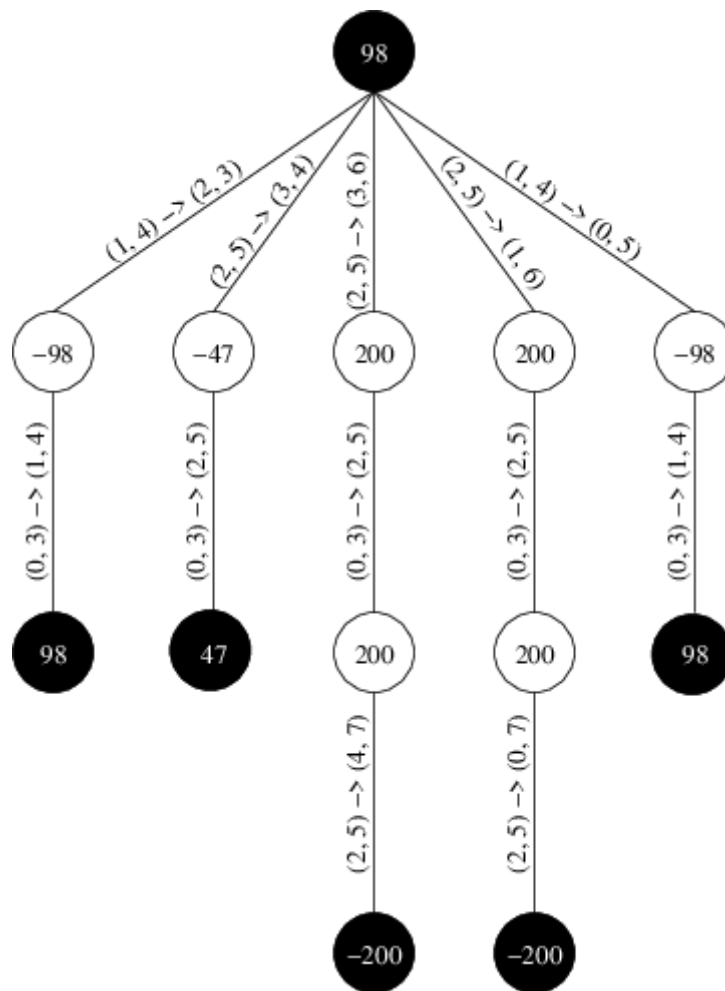 98
(1, 4) −> (2, 3)
(2, 5) −> (3, 4)
(2, 5) −> (3, 6)
(2, 5) −> (1, 6)
(1, 4) −> (0, 5)
−98
−47
200
200
−98
(0, 3) −> (1, 4)
(0, 3) −> (2, 5)
(0, 3) −> (2, 5)
(0, 3) −> (2, 5)
(0, 3) −> (1, 4)
98
47
200
200
98
(2, 5) −> (4, 7)
(2, 5) −> (0, 7)
−200
−200